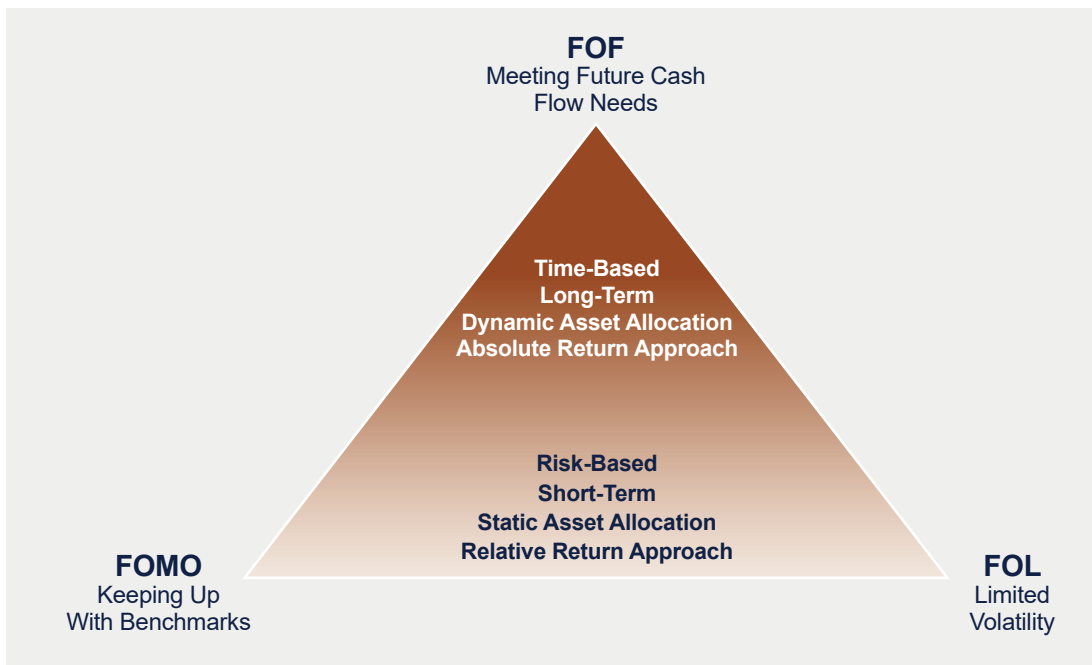 FOF
Meeting Future Cash
Flow Needs
Time-Based
Long-Term
Dynamic Asset Allocation
Absolute Return Approach
Risk-Based
Short-Term
Static Asset Allocation
Relative Return Approach
FOMO
Keeping Up
With Benchmarks
FOL
Limited
Volatility